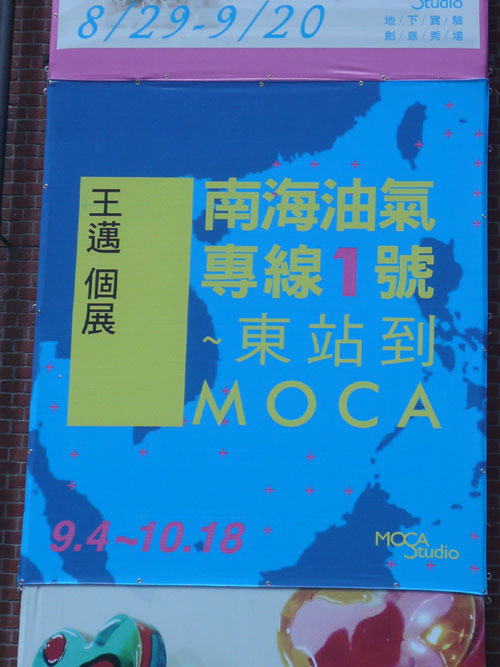 Studio
8/29-9/20
地/下/實/驗
創/意/秀/場
王邁 個展
南海油氣
專線1號
~東站到
MOCA
9.4~10.18
MOCA
Studio